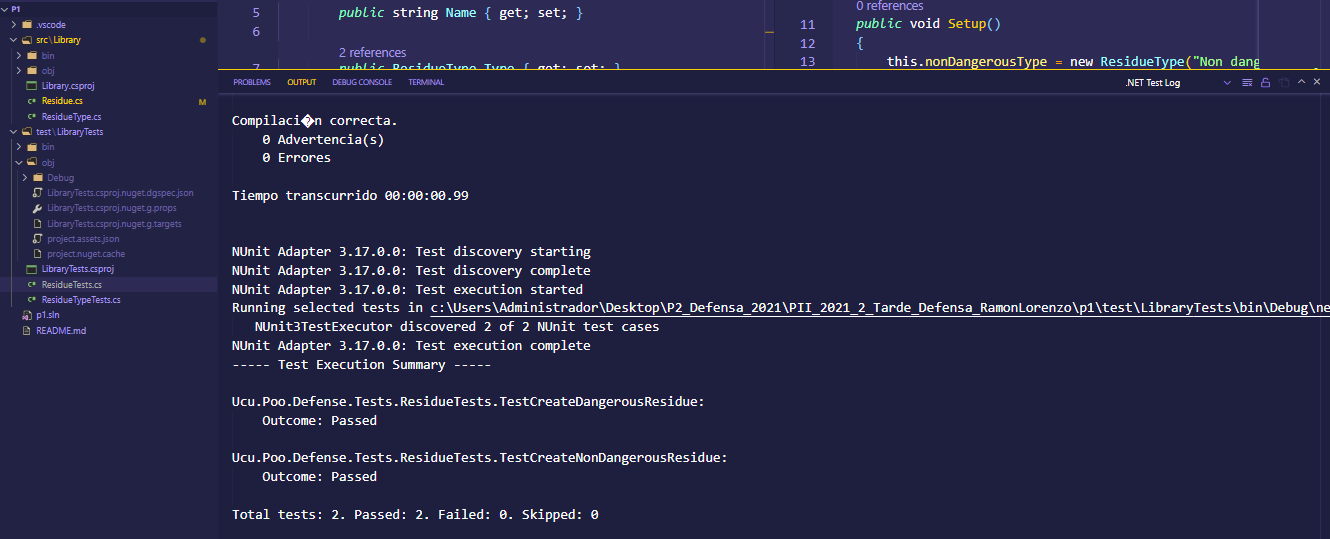 P1
.vscode
src\Library
bin
obj
Library.csproj
Residue.cs M
ResidueType.cs
test\LibraryTests
bin
obj
Debug
LibraryTests.csproj.nuget.dgspec.json
LibraryTests.csproj.nuget.g.props
LibraryTests.csproj.nuget.g.targets
project.assets.json
project.nuget.cache
LibraryTests.csproj
ResidueTests.cs
ResidueTypeTests.cs
p1.sln
README.md
5 public string Name { get; set; }
6
2 references
7 public ResidueType Type { get; set; }
0 references
11 public void Setup()
12 {
13 this.nonDangerousType = new ResidueType("Non dang
PROBLEMS OUTPUT DEBUG CONSOLE TERMINAL .NET Test Log
Compilaci�n correcta.
0 Advertencia(s)
0 Errores
Tiempo transcurrido 00:00:00.99
NUnit Adapter 3.17.0.0: Test discovery starting
NUnit Adapter 3.17.0.0: Test discovery complete
NUnit Adapter 3.17.0.0: Test execution started
Running selected tests in c:\Users\Administrador\Desktop\P2_Defensa_2021\PII_2021_2_Tarde_Defensa_RamonLorenzo\p1\test\LibraryTests\bin\Debug\ne
NUnit3TestExecutor discovered 2 of 2 NUnit test cases
NUnit Adapter 3.17.0.0: Test execution complete
----- Test Execution Summary -----
Ucu.Poo.Defense.Tests.ResidueTests.TestCreateDangerousResidue:
Outcome: Passed
Ucu.Poo.Defense.Tests.ResidueTests.TestCreateNonDangerousResidue:
Outcome: Passed
Total tests: 2. Passed: 2. Failed: 0. Skipped: 0